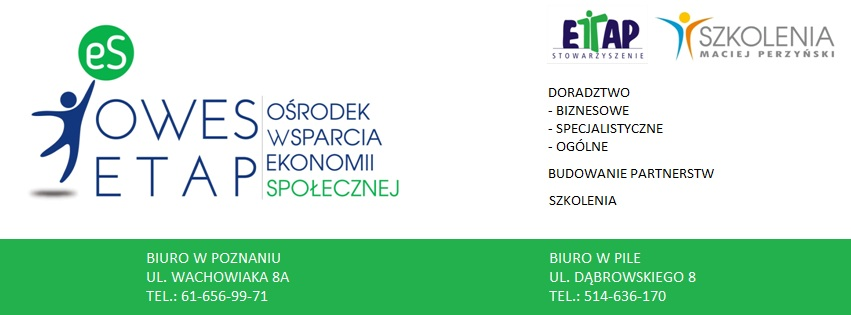 eS
OWES
ETAP
OŚRODEK
WSPARCIA
EKONOMII
SPOŁECZNEJ
ETAP
STOWARZYSZENIE
SZKOLENIA
MACIEJ PERZYŃSKI
DORADZTWO
- BIZNESOWE
- SPECJALISTYCZNE
- OGÓLNE
BUDOWANIE PARTNERSTW
SZKOLENIA
BIURO W POZNANIU
UL. WACHOWIAKA 8A
TEL.: 61-656-99-71
BIURO W PILE
UL. DĄBROWSKIEGO 8
TEL.: 514-636-170